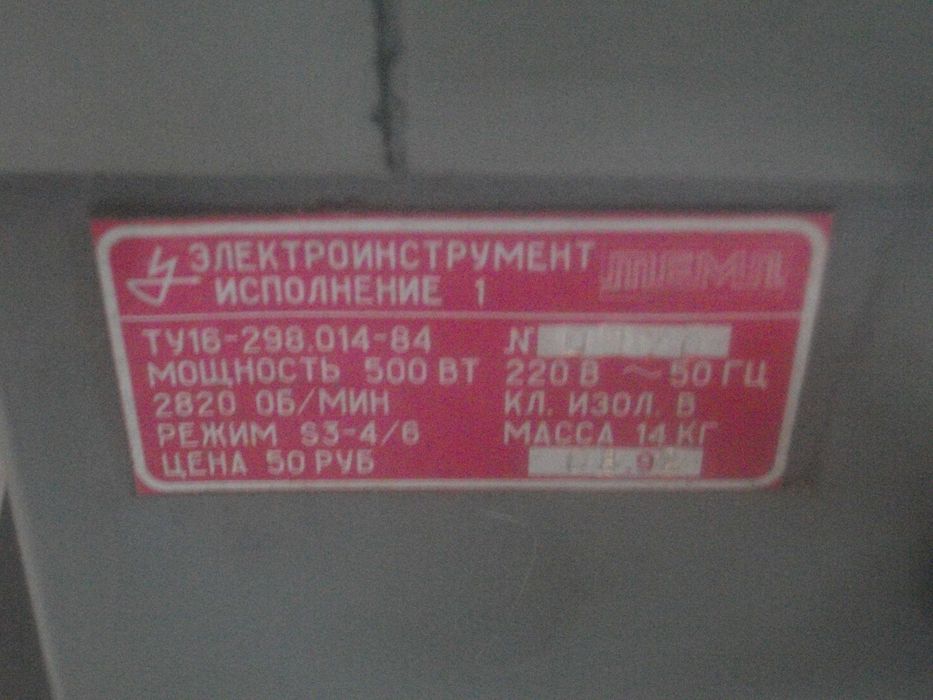 ЭЛЕКТРОИНСТРУМЕНТ
ИСПОЛНЕНИЕ 1
ТУ16-298.014-84 N
МОЩНОСТЬ 500 ВТ 220 В ~ 50 ГЦ
2820 ОБ/МИН КЛ. ИЗОЛ. В
РЕЖИМ S3-4/6 МАССА 14 КГ
ЦЕНА 50 РУБ